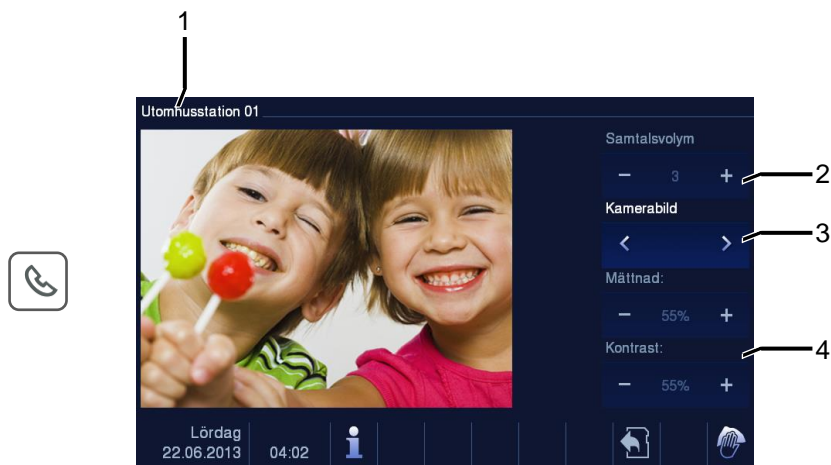 1
Utomhusstation 01
Samtalsvolym
− 3 +
2
Kamerabild
< >
3
Mättnad:
− 55% +
Kontrast:
4
− 55% +
Lördag
22.06.2013 04:02
i